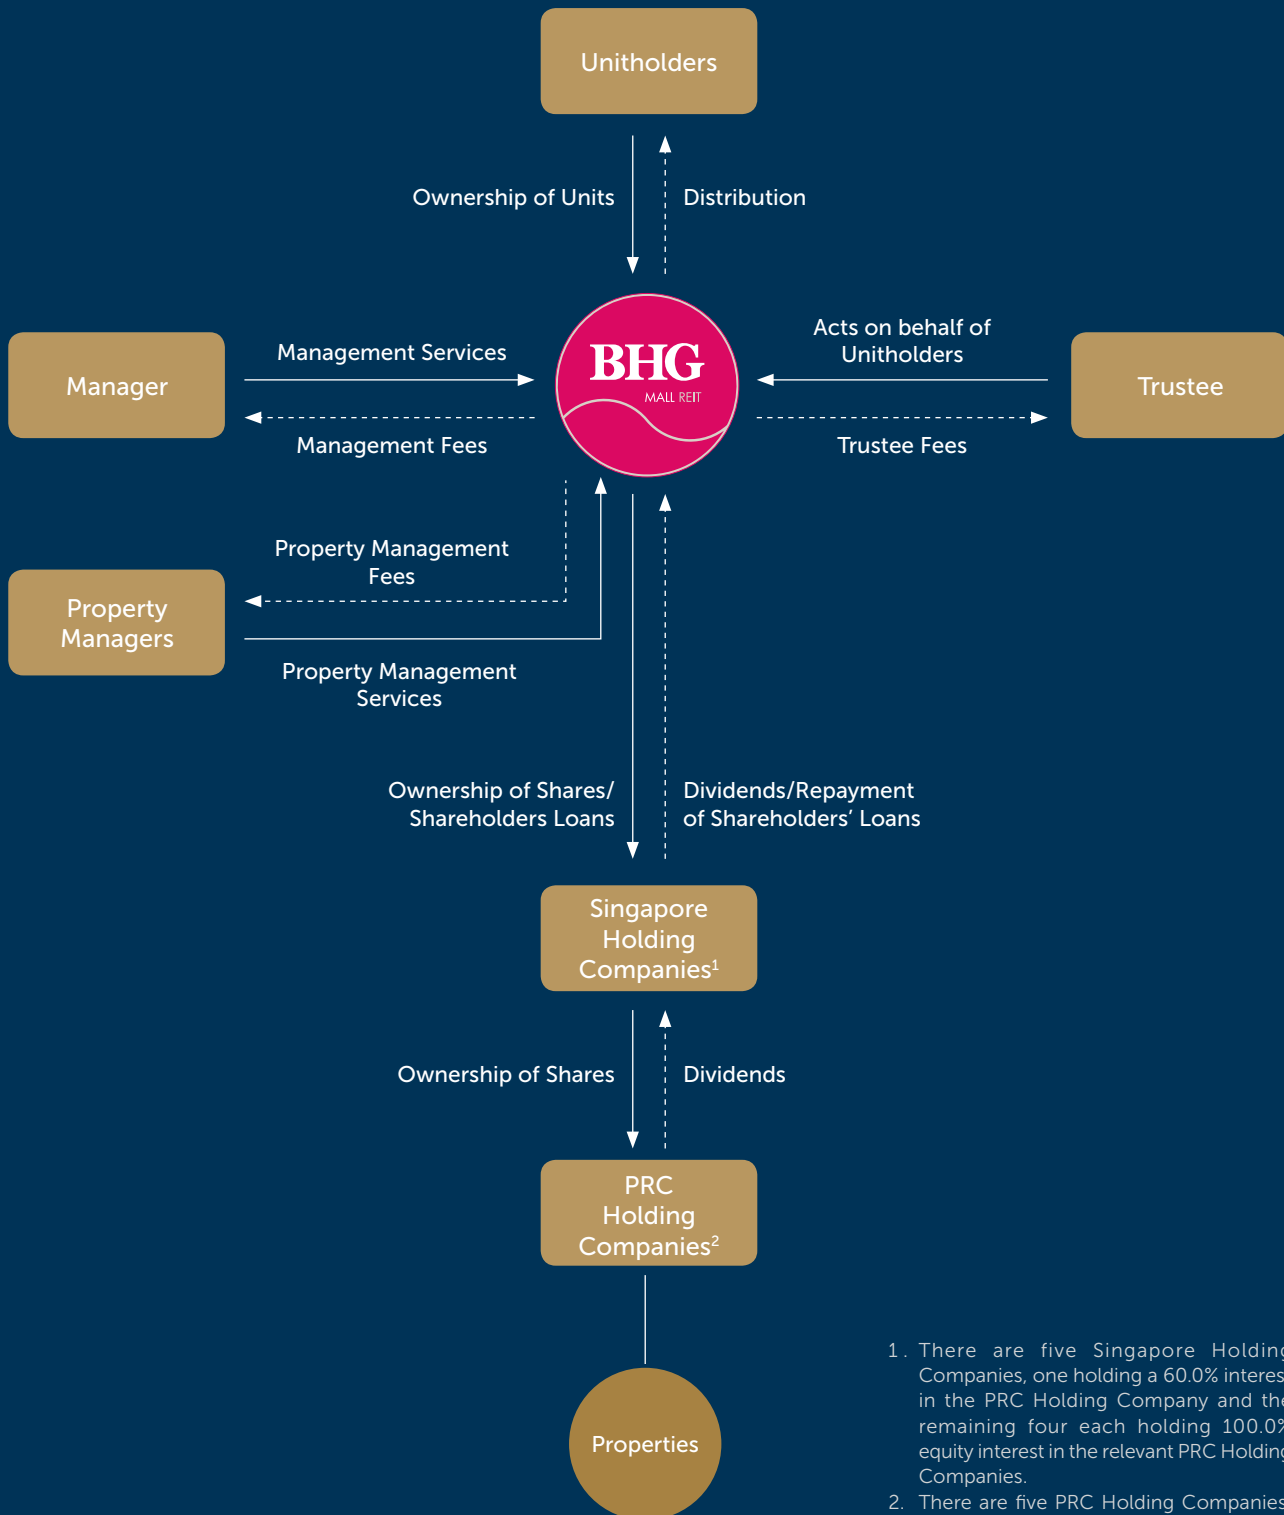 Unitholders
Ownership of Units
Distribution
Manager
Management Services
Management Fees
BHG
MALL REIT
Acts on behalf of
Unitholders
Trustee Fees
Trustee
Property Management
Fees
Property
Managers
Property Management
Services
Ownership of Shares/
Shareholders Loans
Dividends/Repayment
of Shareholders’ Loans
Singapore
Holding
Companies¹
Ownership of Shares
Dividends
PRC
Holding
Companies²
Properties
1. There are five Singapore Holding
Companies, one holding a 60.0% interest
in the PRC Holding Company and the
remaining four each holding 100.0%
equity interest in the relevant PRC Holding
Companies.
2. There are five PRC Holding Companies